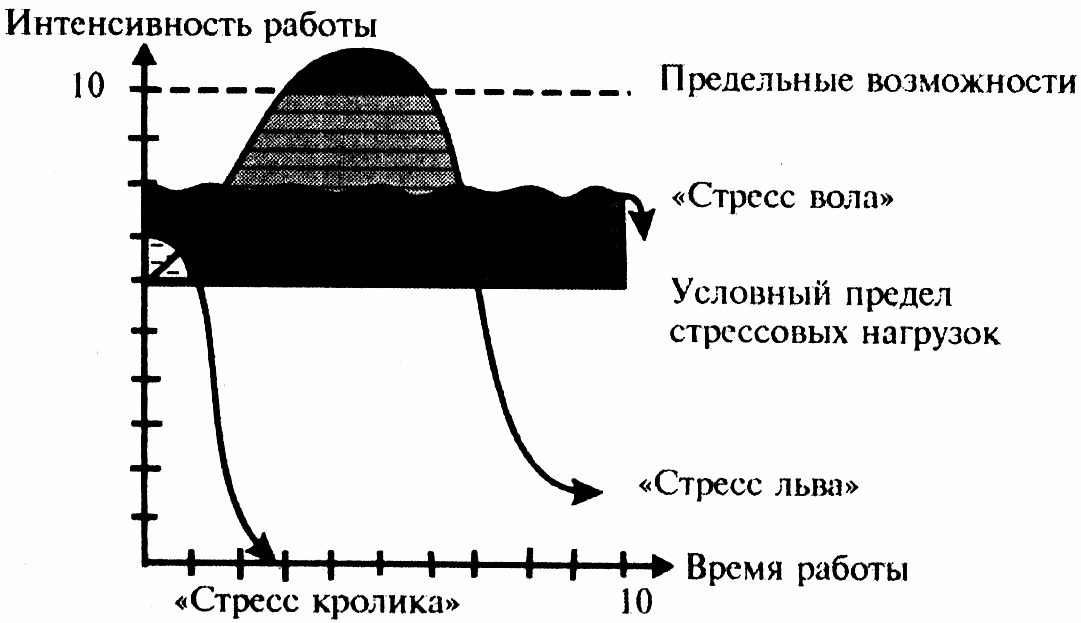 Интенсивность работы
10
Предельные возможности
«Стресс вола»
Условный предел
стрессовых нагрузок
«Стресс льва»
Время работы
«Стресс кролика»
10